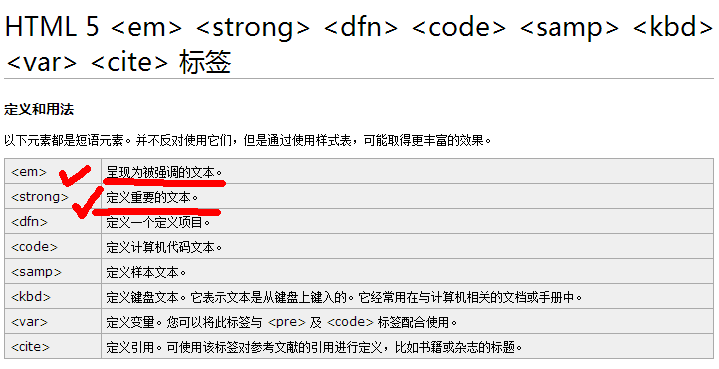 HTML 5 <em> <strong> <dfn> <code> <samp> <kbd>
<var> <cite> 标签
定义和用法
以下元素都是短语元素。并不反对使用它们，但是通过使用样式表，可能取得更丰富的效果。
<em> 呈现为被强调的文本。
<strong> 定义重要的文本。
<dfn> 定义一个定义项目。
<code> 定义计算机代码文本。
<samp> 定义样本文本。
<kbd> 定义键盘文本。它表示文本是从键盘上键入的。它经常用在与计算机相关的文档或手册中。
<var> 定义变量。您可以将此标签与 <pre> 及 <code> 标签配合使用。
<cite> 定义引用。可使用该标签对参考文献的引用进行定义，比如书籍或杂志的标题。